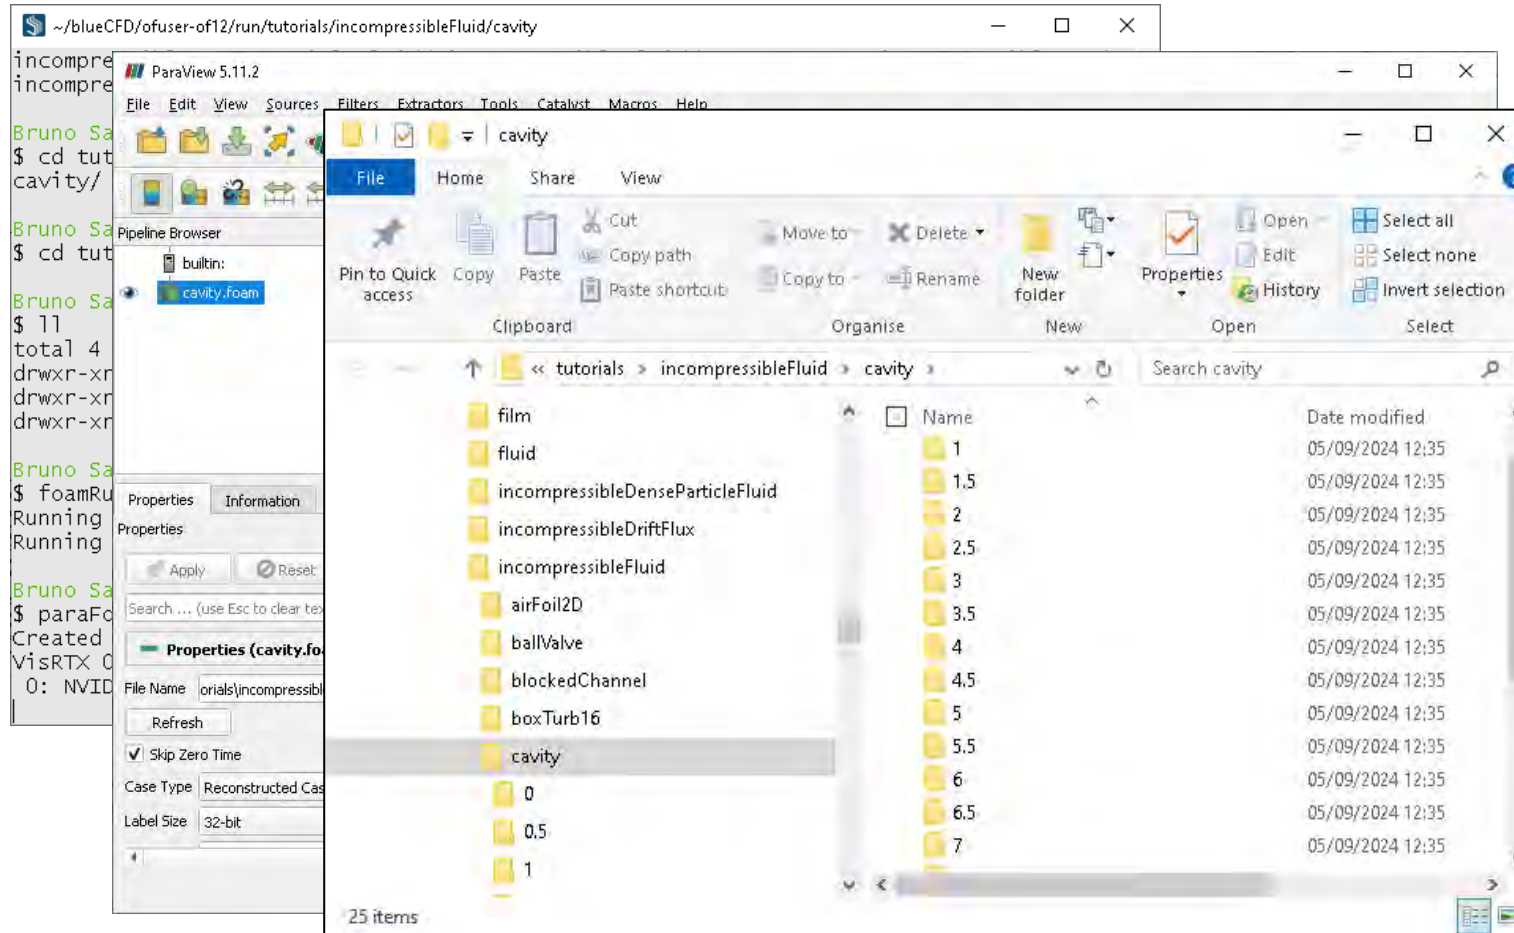 ~/blueCFD/ofuser-of12/run/tutorials/incompressibleFluid/cavity
incompre
incompre
Bruno Sa
$ cd tut
cavity/
Bruno Sa
$ cd tut
Bruno Sa
$ ll
total 4
drwxr-xr
drwxr-xr
drwxr-xr
Bruno Sa
$ foamRu
Running
Running
Bruno Sa
$ paraFo
Created
VisRTX 0
0: NVID
ParaView 5.11.2
File Edit View Sources Filters Extractors Tools Catalyst Macros Help
Pipeline Browser
builtin:
cavity.foam
Properties Information
Properties
Apply Reset
Search ... (use Esc to clear tex
Properties (cavity.foa
File Name orials\incompressibl
Refresh
Skip Zero Time
Case Type Reconstructed Cas
Label Size 32-bit
cavity
File Home Share View
Pin to Quick access
Copy
Paste
Cut
Copy path
Paste shortcut
Clipboard
Move to
Copy to
Delete
Rename
Organise
New folder
New
Properties
Open
Edit
History
Open
Select all
Select none
Invert selection
Select
« tutorials › incompressibleFluid › cavity ›
Search cavity
film
fluid
incompressibleDenseParticleFluid
incompressibleDriftFlux
incompressibleFluid
airFoil2D
ballValve
blockedChannel
boxTurb16
cavity
0
0.5
1
Name Date modified
1 05/09/2024 12:35
1.5 05/09/2024 12:35
2 05/09/2024 12:35
2.5 05/09/2024 12:35
3 05/09/2024 12:35
3.5 05/09/2024 12:35
4 05/09/2024 12:35
4.5 05/09/2024 12:35
5 05/09/2024 12:35
5.5 05/09/2024 12:35
6 05/09/2024 12:35
6.5 05/09/2024 12:35
7 05/09/2024 12:35
25 items